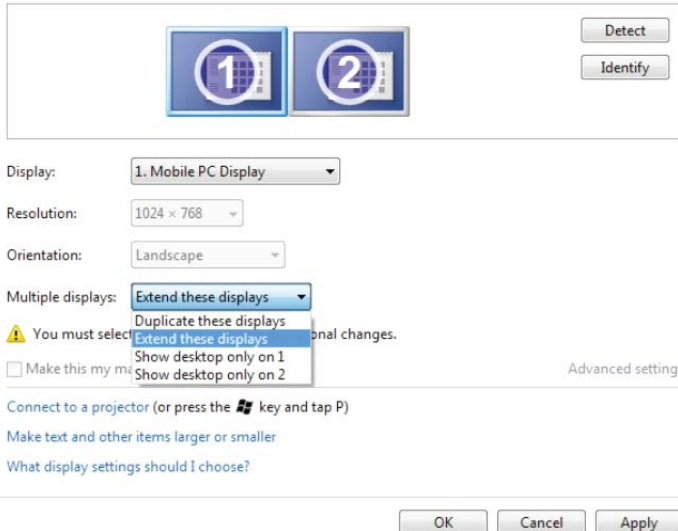 1
2
Detect
Identify
Display: 1. Mobile PC Display
Resolution: 1024 × 768
Orientation: Landscape
Multiple displays: Extend these displays
Duplicate these displays
You must select
Extend these displays
onal changes.
Show desktop only on 1
Make this my ma
Show desktop only on 2
Advanced setting
Connect to a projector (or press the key and tap P)
Make text and other items larger or smaller
What display settings should I choose?
OK Cancel Apply